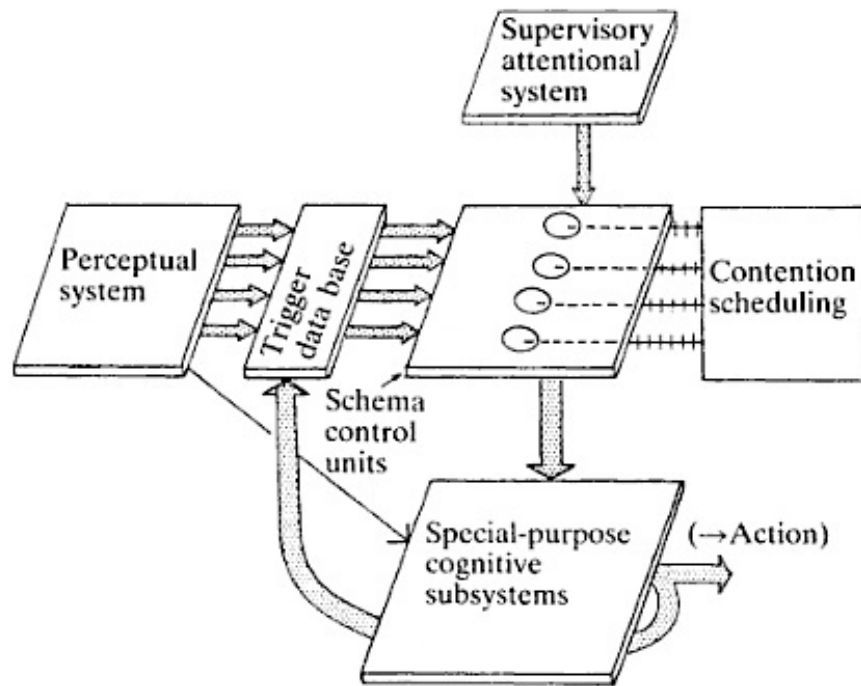 Supervisory
attentional
system
Perceptual
system
Trigger
data base
Contention
scheduling
Schema
control
units
Special-purpose
cognitive
subsystems
(→Action)